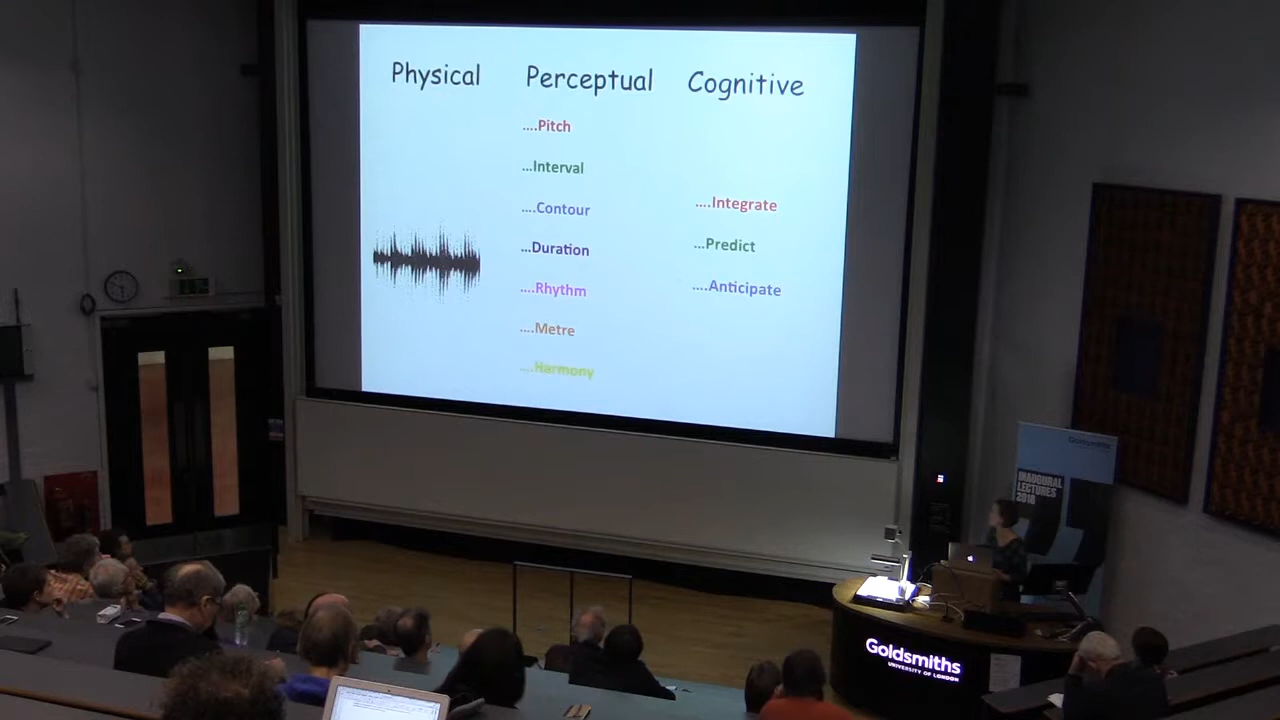 Physical
Perceptual
Cognitive
....Pitch
...Interval
....Contour
...Duration
....Rhythm
....Metre
....Harmony
....Integrate
...Predict
....Anticipate
Goldsmiths
INAUGURAL
LECTURES
2018
Goldsmiths
UNIVERSITY OF LONDON